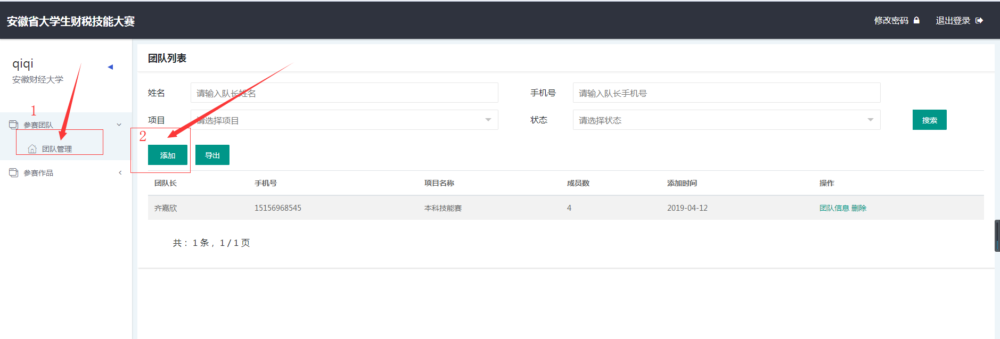 安徽省大学生财税技能大赛
修改密码 退出登录
qiqi
安徽财经大学
1
参赛团队
团队管理
参赛作品
团队列表
姓名 请输入队长姓名 手机号 请输入队长手机号
项目 请选择项目 状态 请选择状态 搜索
2
添加 导出
团队长 手机号 项目名称 成员数 添加时间 操作
齐嘉欣 15156968545 本科技能赛 4 2019-04-12 团队信息 删除
共：1 条，1 / 1 页